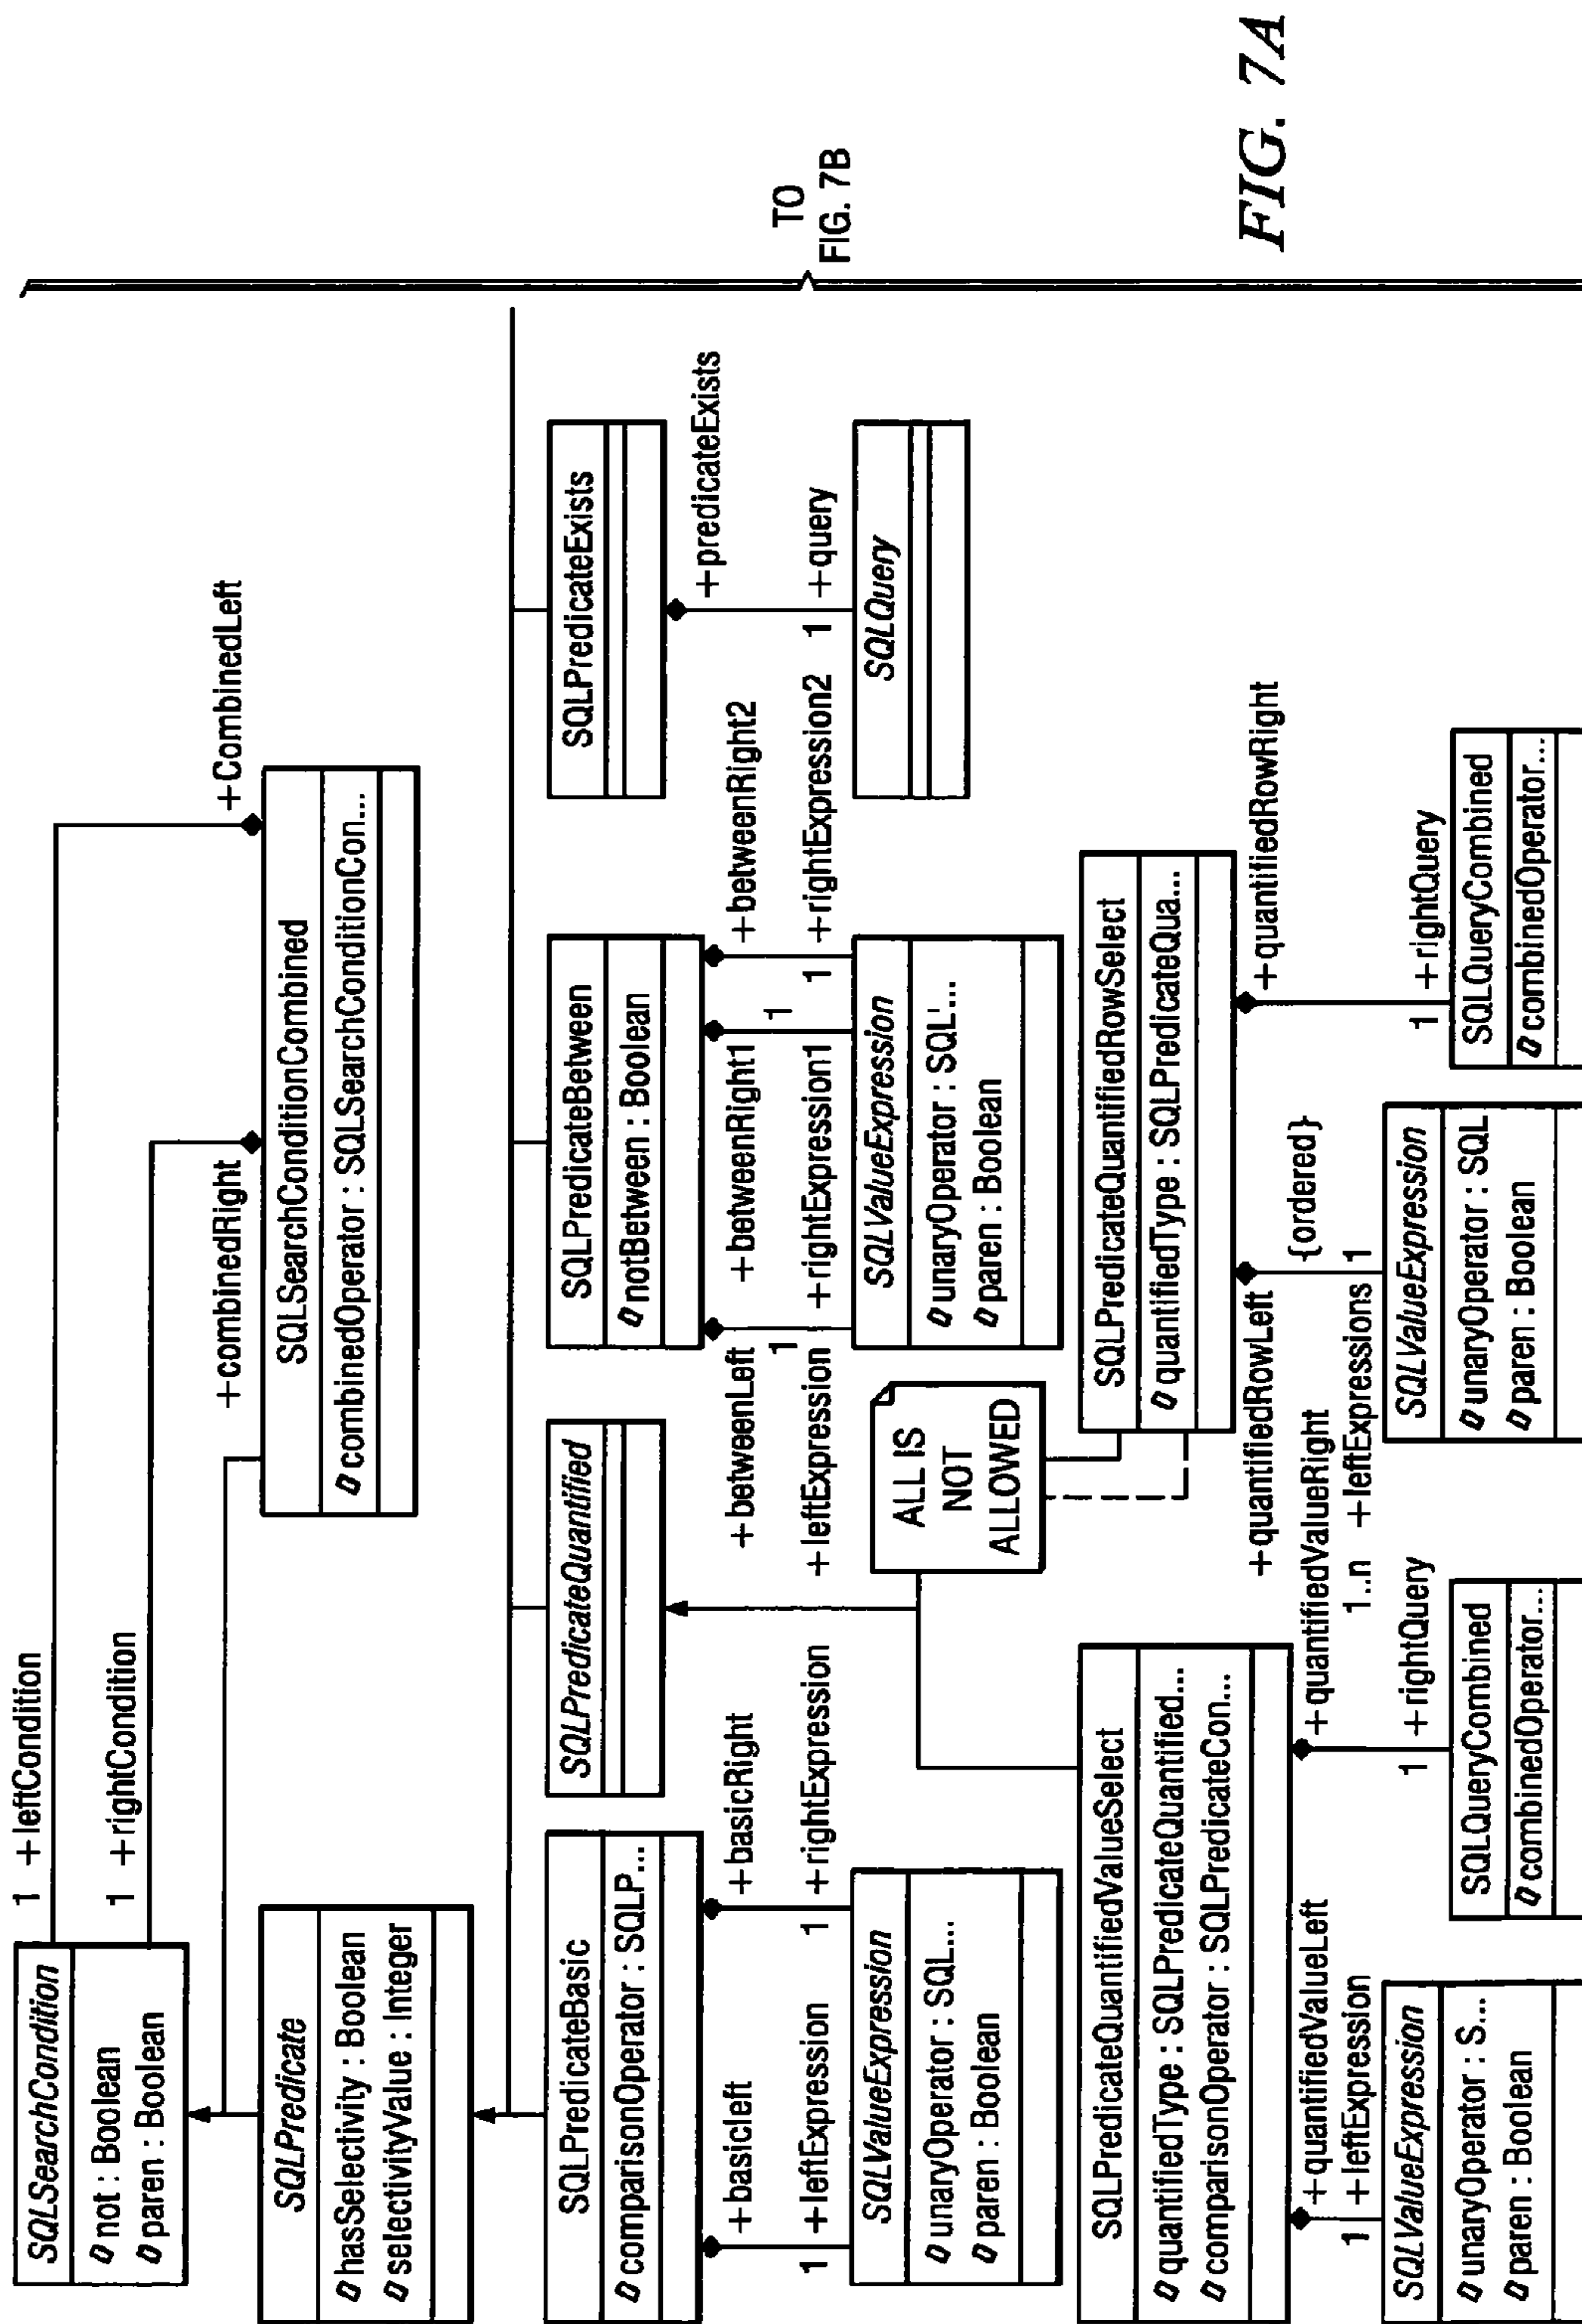 1 +leftCondition
SQLSearchCondition
not : Boolean
paren : Boolean
1 +rightCondition
+combinedRight
+CombinedLeft
SQLPredicate
hasSelectivity : Boolean
selectivityValue : Integer
SQLSearchConditionCombined
combinedOperator : SQLSearchConditionCon...
SQLPredicateBasic
comparisonOperator : SQLP...
SQLPredicateQuantified
SQLPredicateBetween
notBetween : Boolean
SQLPredicateExists
+basicleft
+basicRight
1 +leftExpression
1 +rightExpression
SQLValueExpression
unaryOperator : SQL...
paren : Boolean
+betweenLeft
+betweenRight1
+betweenRight2
1
1
+leftExpression
+rightExpression1
1 +rightExpression2
SQLValueExpression
unaryOperator : SQL'...
paren : Boolean
+predicateExists
1 +query
SQLQuery
ALL IS
NOT
ALLOWED
SQLPredicateQuantifiedValueSelect
quantifiedType : SQLPredicateQuantified...
comparisonOperator : SQLPredicateCon...
SQLPredicateQuantifiedRowSelect
quantifiedType : SQLPredicateQua...
+quantifiedValueLeft
1 +leftExpression
SQLValueExpression
unaryOperator : S...
paren : Boolean
+quantifiedValueRight
1 +rightQuery
SQLQueryCombined
combinedOperator...
+quantifiedRowLeft
{ordered}
1..n +leftExpressions 1
SQLValueExpression
unaryOperator : SQL
paren : Boolean
+quantifiedRowRight
1 +rightQuery
SQLQueryCombined
combinedOperator...
TO
FIG. 7B
FIG. 7A